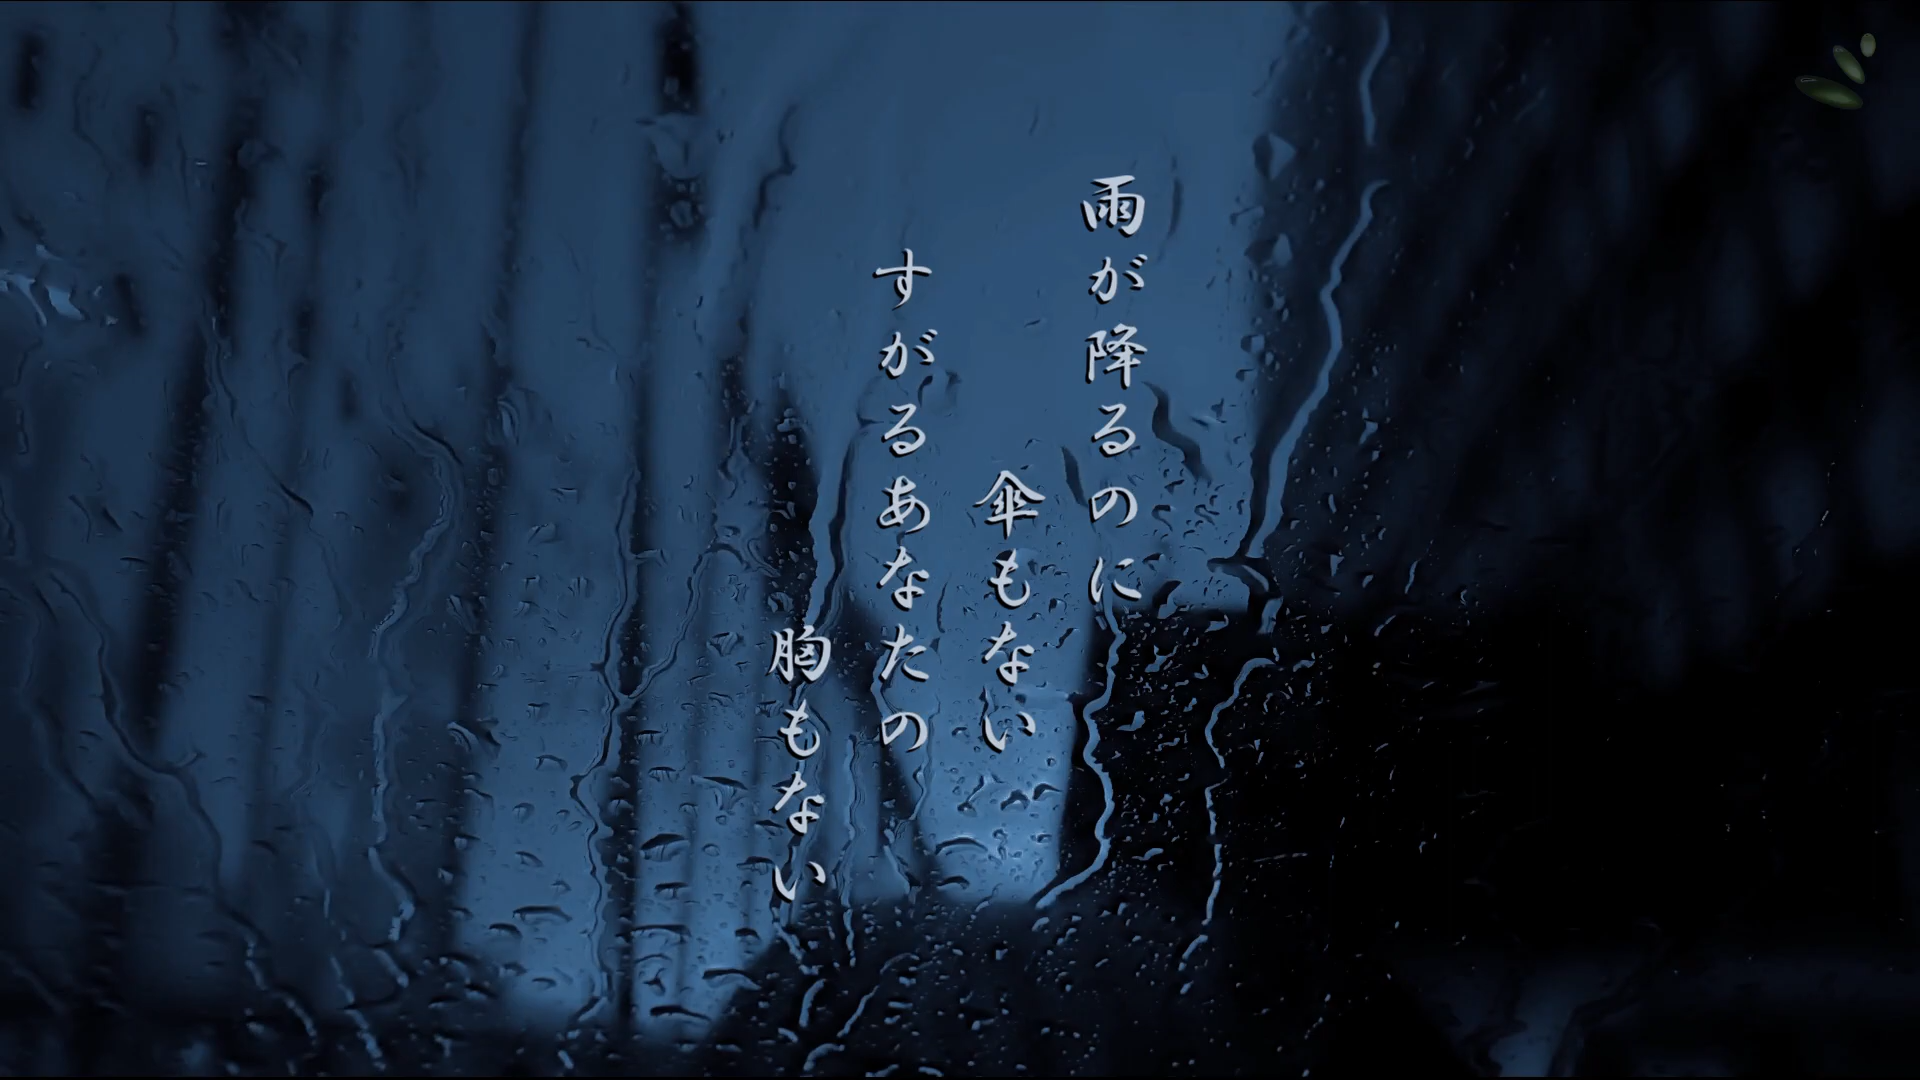 雨が降るのに
傘もない
すがるあなたの
胸もない